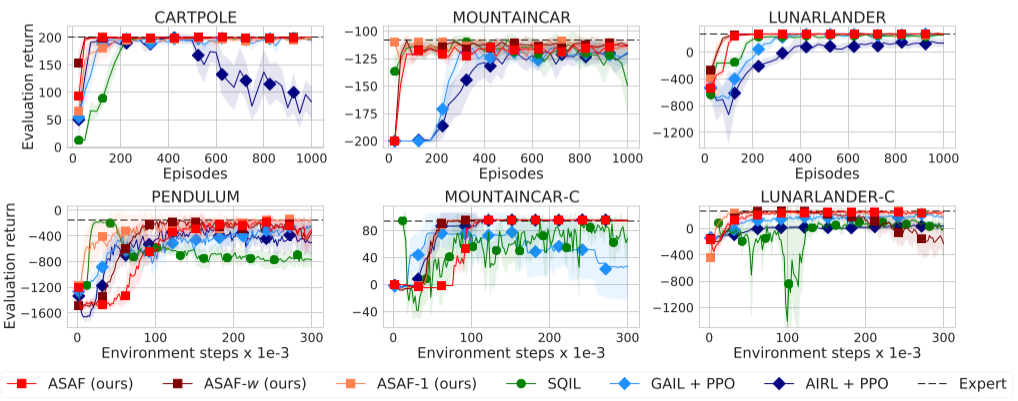 CARTPOLE
MOUNTAINCAR
LUNARLANDER
Evaluation return
200
150
100
50
0
0 200 400 600 800 1000
Episodes
−100
−125
−150
−175
−200
0 200 400 600 800 1000
Episodes
0
−400
−800
−1200
0 200 400 600 800 1000
Episodes
PENDULUM
MOUNTAINCAR-C
LUNARLANDER-C
Evaluation return
0
−400
−800
−1200
−1600
0 100 200 300
Environment steps x 1e-3
80
40
0
−40
0 100 200 300
Environment steps x 1e-3
0
−400
−800
−1200
0 100 200 300
Environment steps x 1e-3
ASAF (ours) ASAF-w (ours) ASAF-1 (ours) SQIL GAIL + PPO AIRL + PPO Expert